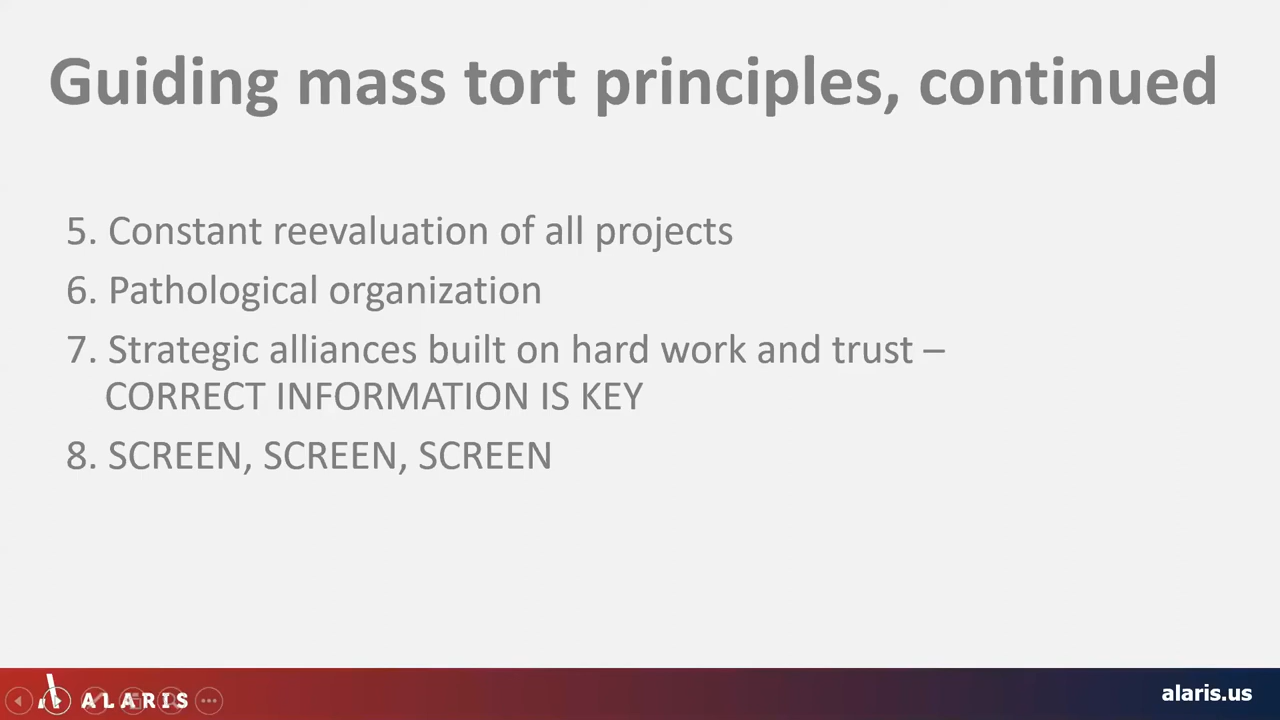 Guiding mass tort principles, continued
5. Constant reevaluation of all projects
6. Pathological organization
7. Strategic alliances built on hard work and trust –
CORRECT INFORMATION IS KEY
8. SCREEN, SCREEN, SCREEN
ALARIS
alaris.us